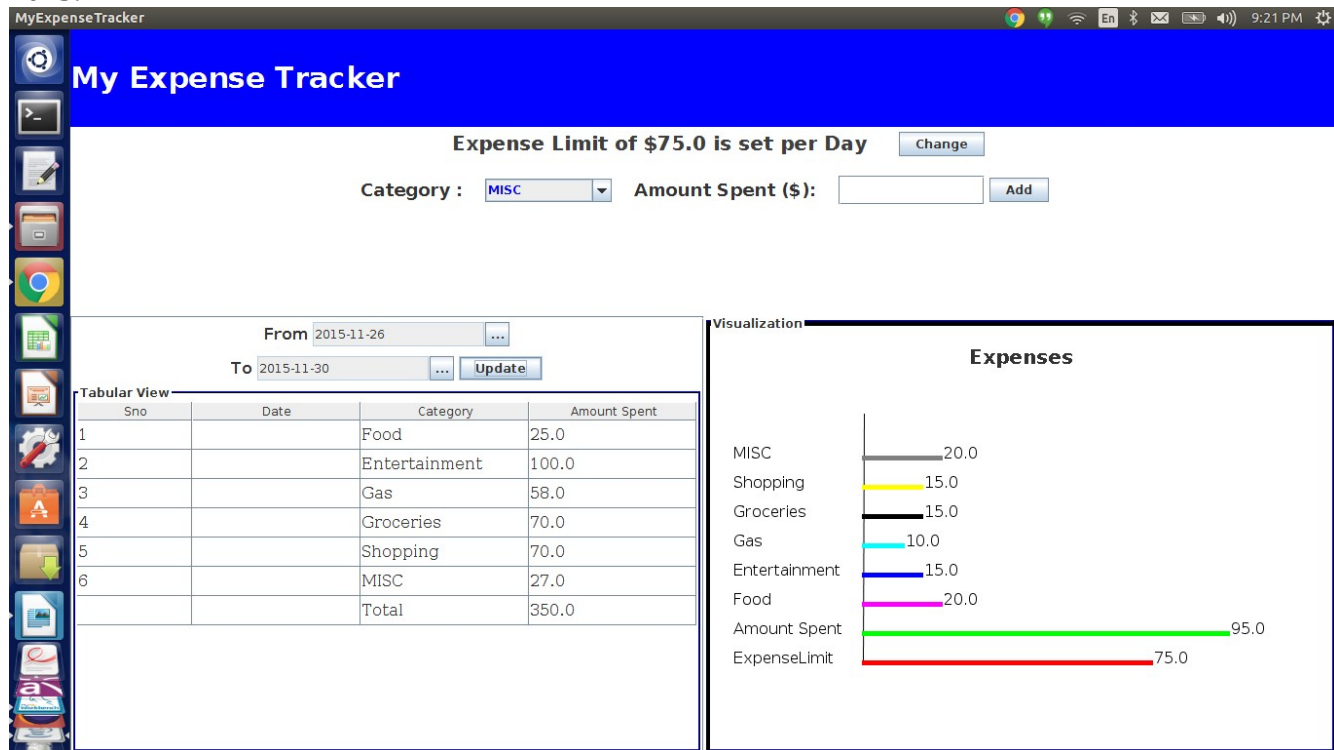 MyExpenseTracker En 9:21 PM
My Expense Tracker
Expense Limit of $75.0 is set per Day Change
Category : MISC Amount Spent ($): Add
From 2015-11-26 ...
To 2015-11-30 ... Update
Tabular View
Sno Date Category Amount Spent
1 Food 25.0
2 Entertainment 100.0
3 Gas 58.0
4 Groceries 70.0
5 Shopping 70.0
6 MISC 27.0
Total 350.0
Visualization
Expenses
MISC 20.0
Shopping 15.0
Groceries 15.0
Gas 10.0
Entertainment 15.0
Food 20.0
Amount Spent 95.0
ExpenseLimit 75.0